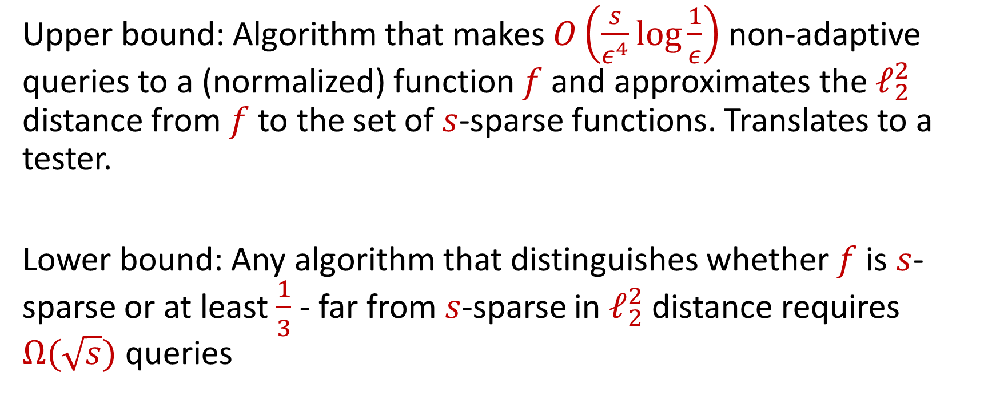 Upper bound: Algorithm that makes $O\left(\frac{s}{\epsilon^4}\log\frac{1}{\epsilon}\right)$ non-adaptive
queries to a (normalized) function $f$ and approximates the $\ell_2^2$
distance from $f$ to the set of $s$-sparse functions. Translates to a
tester.
Lower bound: Any algorithm that distinguishes whether $f$ is $s$-
sparse or at least $\frac{1}{3}$ - far from $s$-sparse in $\ell_2^2$ distance requires
$\Omega(\sqrt{s})$ queries